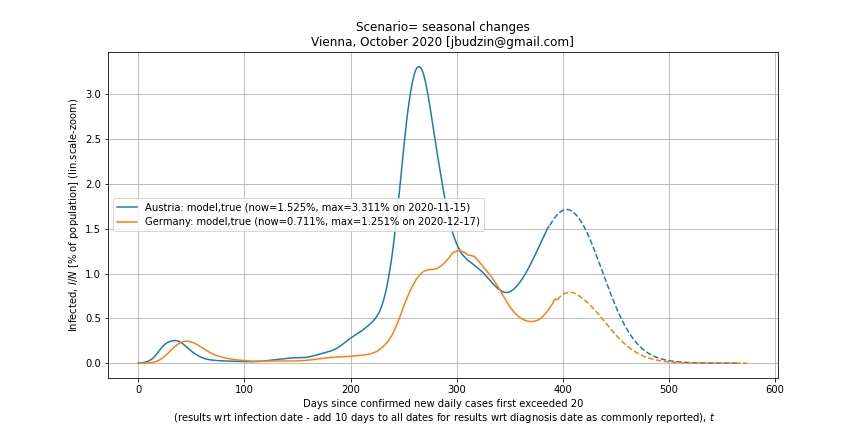 Scenario= seasonal changes
Vienna, October 2020 [jbudzin@gmail.com]
Infected, I/N [% of population] (lin.scale-zoom)
3.0
2.5
2.0
1.5
1.0
0.5
0.0
Austria: model,true (now=1.525%, max=3.311% on 2020-11-15)
Germany: model,true (now=0.711%, max=1.251% on 2020-12-17)
0 100 200 300 400 500 600
Days since confirmed new daily cases first exceeded 20
(results wrt infection date - add 10 days to all dates for results wrt diagnosis date as commonly reported), t